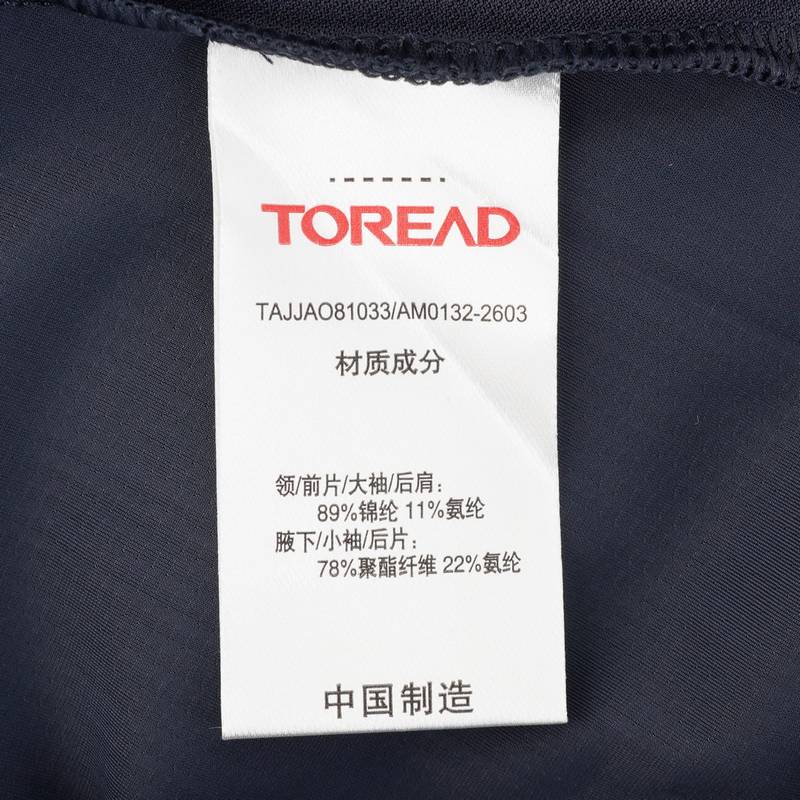 TOREAD
TAJJAO81033/AM0132-2603
材质成分
领/前片/大袖/后肩：
89%锦纶 11%氨纶
腋下/小袖/后片：
78%聚酯纤维 22%氨纶
中国制造